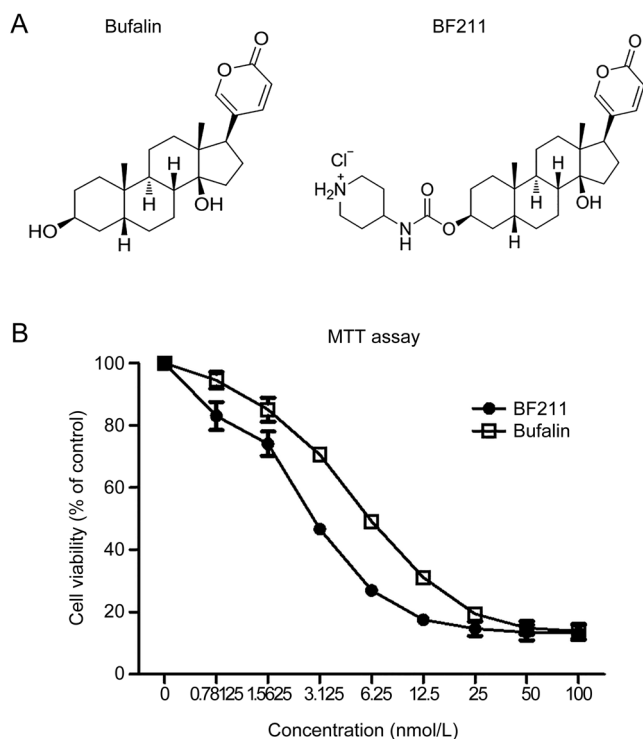 A
Bufalin
BF211
O
O
O
O
H
H
OH
HO
H
Cl−
+
H2N
N
H
O
O
H
H
OH
H
B
MTT assay
Cell viability (% of control)
100
80
60
40
20
0
BF211
Bufalin
0 0.78125 1.5625 3.125 6.25 12.5 25 50 100
Concentration (nmol/L)